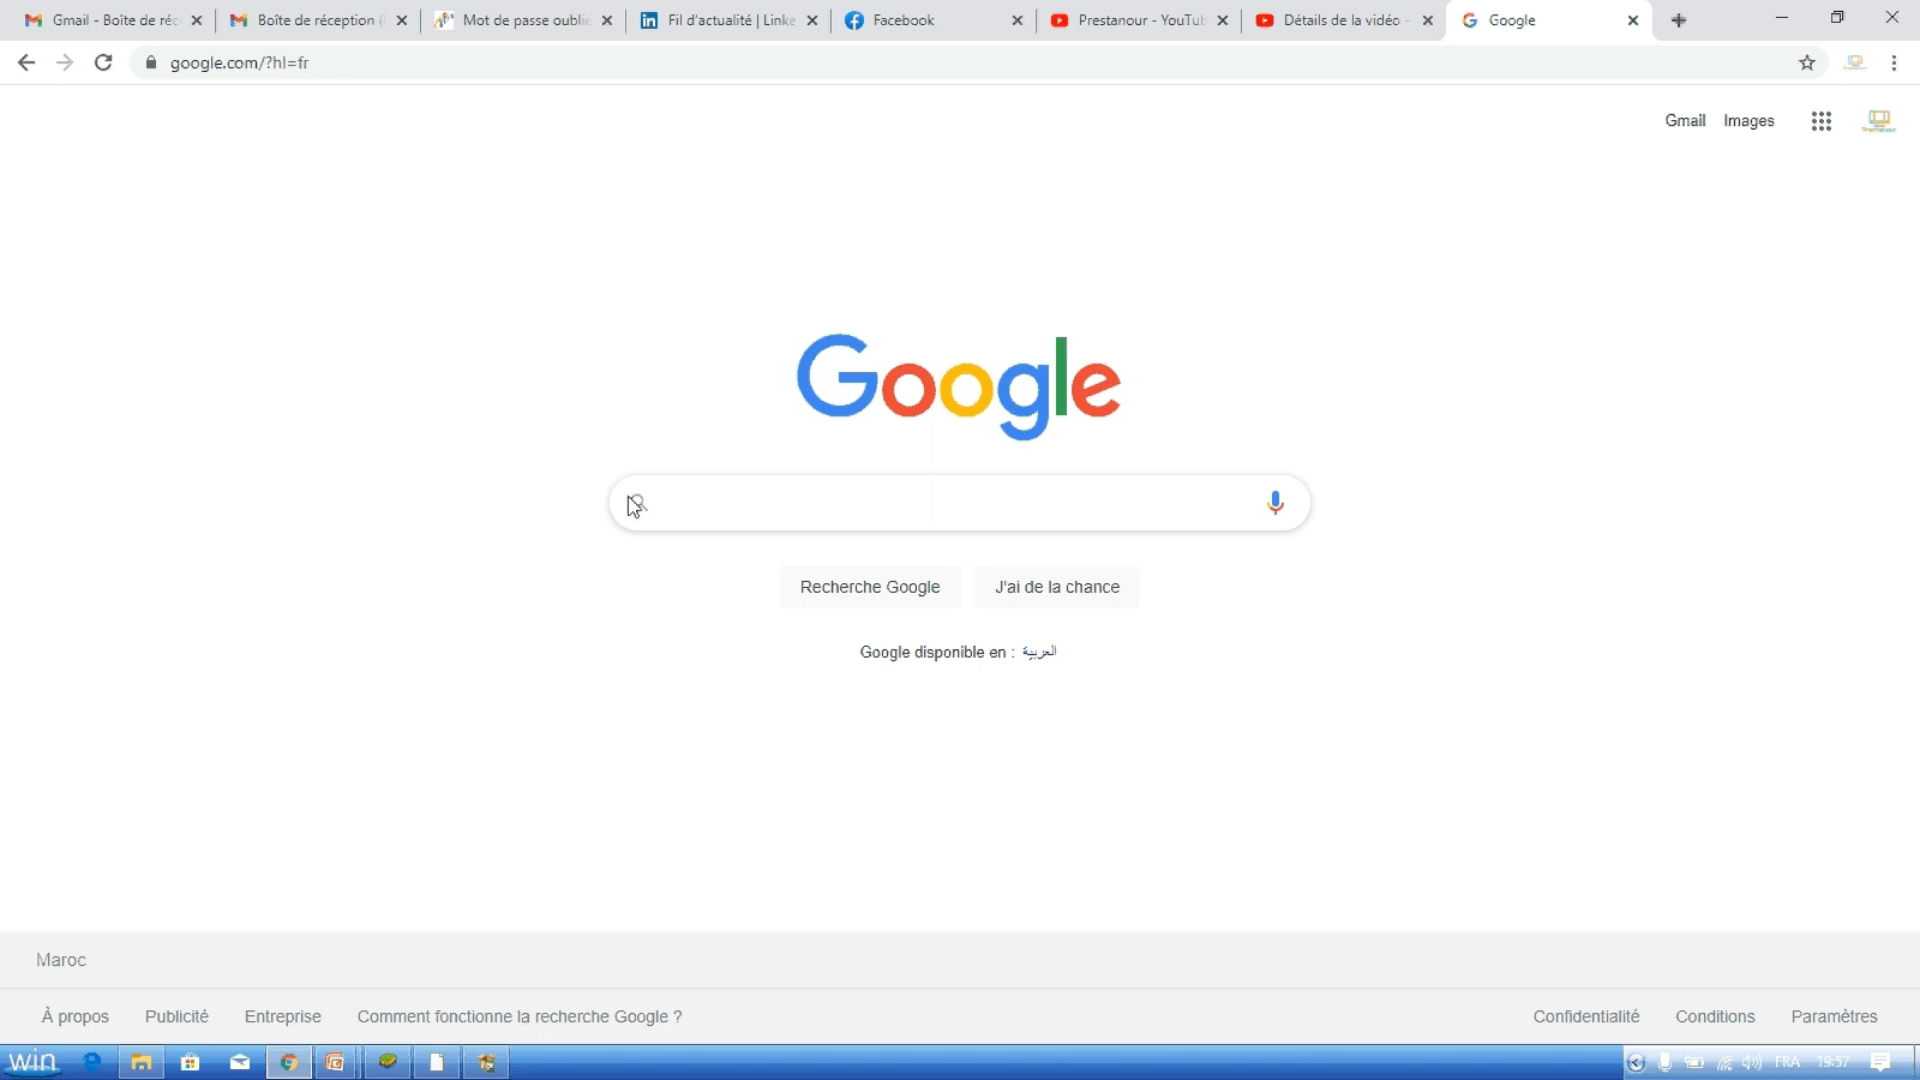 Gmail - Boîte de réc
Boîte de réception (
Mot de passe oublié
Fil d'actualité | Linke
Facebook
Prestanour - YouTub
Détails de la vidéo -
Google
google.com/?hl=fr
Gmail Images
Google
Recherche Google
J'ai de la chance
Google disponible en : العربية
Maroc
À propos Publicité Entreprise Comment fonctionne la recherche Google ? Confidentialité Conditions Paramètres
win FRA 19:57